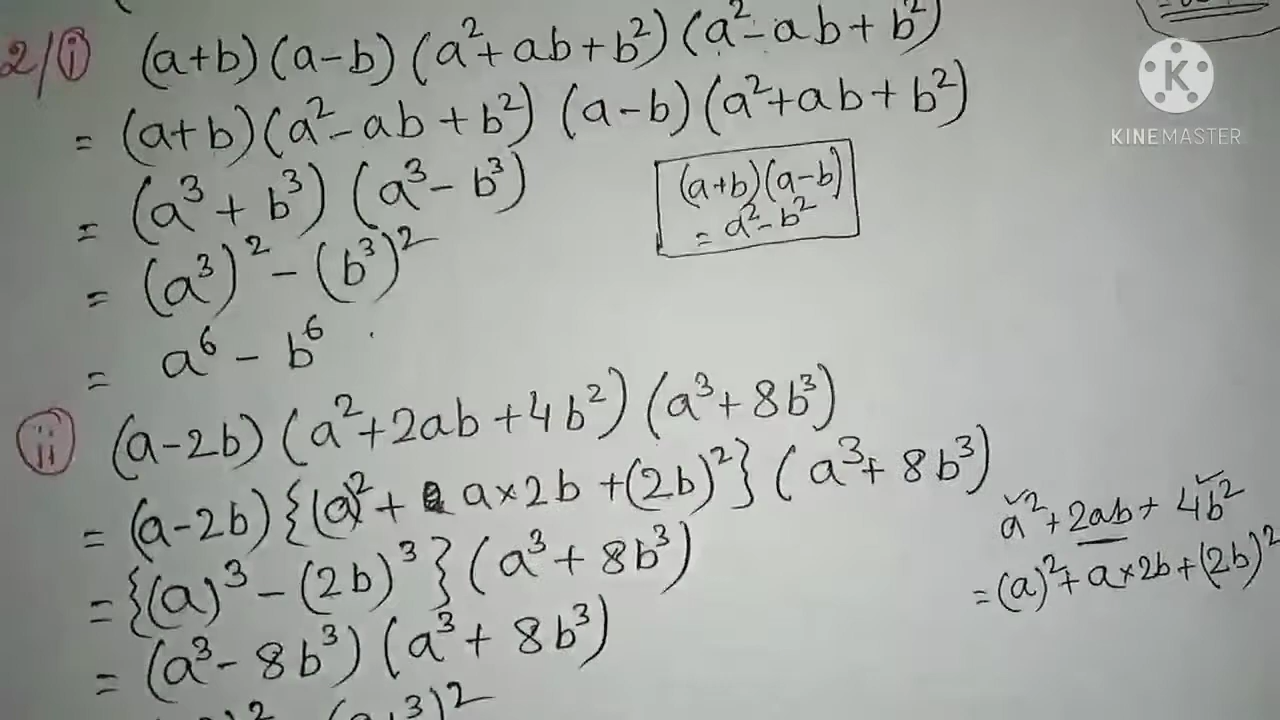 2/(i) (a+b)(a-b)(a²+ab+b²)(a²-ab+b²)
= (a+b)(a²-ab+b²)(a-b)(a²+ab+b²)
= (a³+b³)(a³-b³)
= (a³)²-(b³)²
= a⁶-b⁶
(a+b)(a-b)
= a²-b²
(ii) (a-2b)(a²+2ab+4b²)(a³+8b³)
= (a-2b){(a)²+ a×2b+(2b)²}(a³+8b³)
= {(a)³-(2b)³}(a³+8b³)
= (a³-8b³)(a³+8b³)
a²+2ab+4b²
= (a)²+a×2b+(2b)²
KINEMASTER